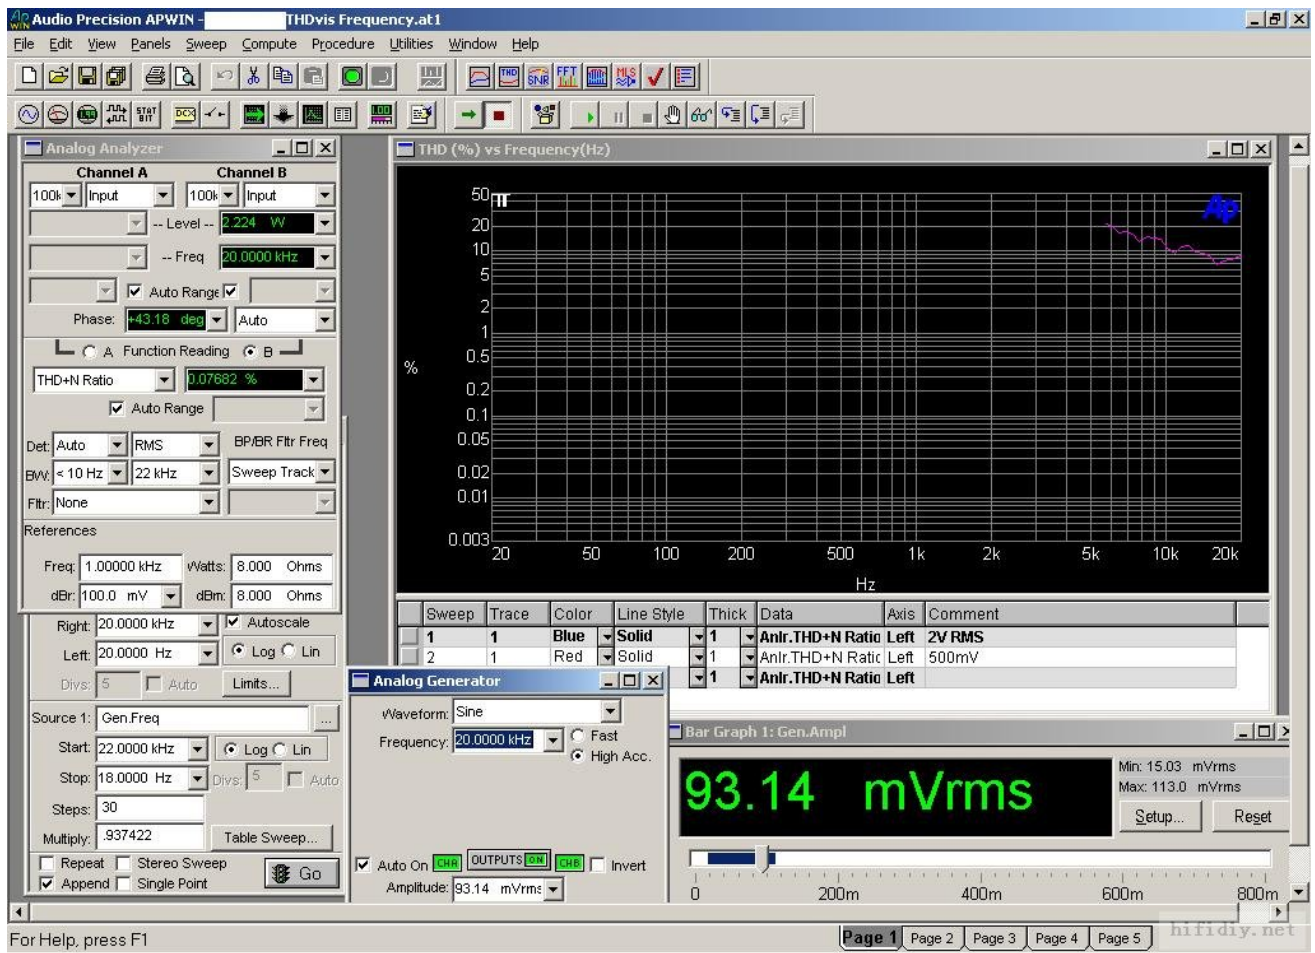 Audio Precision APWIN - THDvis Frequency.at1
File Edit View Panels Sweep Compute Procedure Utilities Window Help
THD SNR FFT MLS
STAT BIT DCX
Analog Analyzer
Channel A Channel B
100k Input 100k Input
-- Level -- 2.224 W
-- Freq 20.0000 kHz
Auto Range
Phase: +43.18 deg Auto
A Function Reading B
THD+N Ratio 0.07682 %
Auto Range
Det: Auto RMS BP/BR Fltr Freq
BW: < 10 Hz 22 kHz Sweep Track
Fltr: None
References
Freq: 1.00000 kHz Watts: 8.000 Ohms
dBr: 100.0 mV dBm: 8.000 Ohms
Right: 20.0000 kHz Autoscale
Left: 20.0000 Hz Log Lin
Divs: 5 Auto Limits...
Source 1: Gen.Freq ...
Start: 22.0000 kHz Log Lin
Stop: 18.0000 Hz Divs: 5 Auto
Steps: 30
Multiply: .937422 Table Sweep...
Repeat Stereo Sweep
Append Single Point Go
THD (%) vs Frequency(Hz)
Ap
50
20
10
5
2
1
0.5
%
0.2
0.1
0.05
0.02
0.01
0.003
20 50 100 200 500 1k 2k 5k 10k 20k
Hz
Sweep Trace Color Line Style Thick Data Axis Comment
1 1 Blue Solid 1 Anlr.THD+N Ratio Left 2V RMS
2 1 Red Solid 1 Anlr.THD+N Ratic Left 500mV
1 Anlr.THD+N Ratio Left
Analog Generator
Waveform: Sine
Frequency: 20.0000 kHz Fast
High Acc.
Auto On CHA OUTPUTS ON CHB Invert
Amplitude: 93.14 mVrms
Bar Graph 1: Gen.Ampl
93.14 mVrms
Min: 15.03 mVrms
Max: 113.0 mVrms
Setup... Reset
0 200m 400m 600m 800m
For Help, press F1
Page 1 Page 2 Page 3 Page 4 Page 5
hifidiy.net